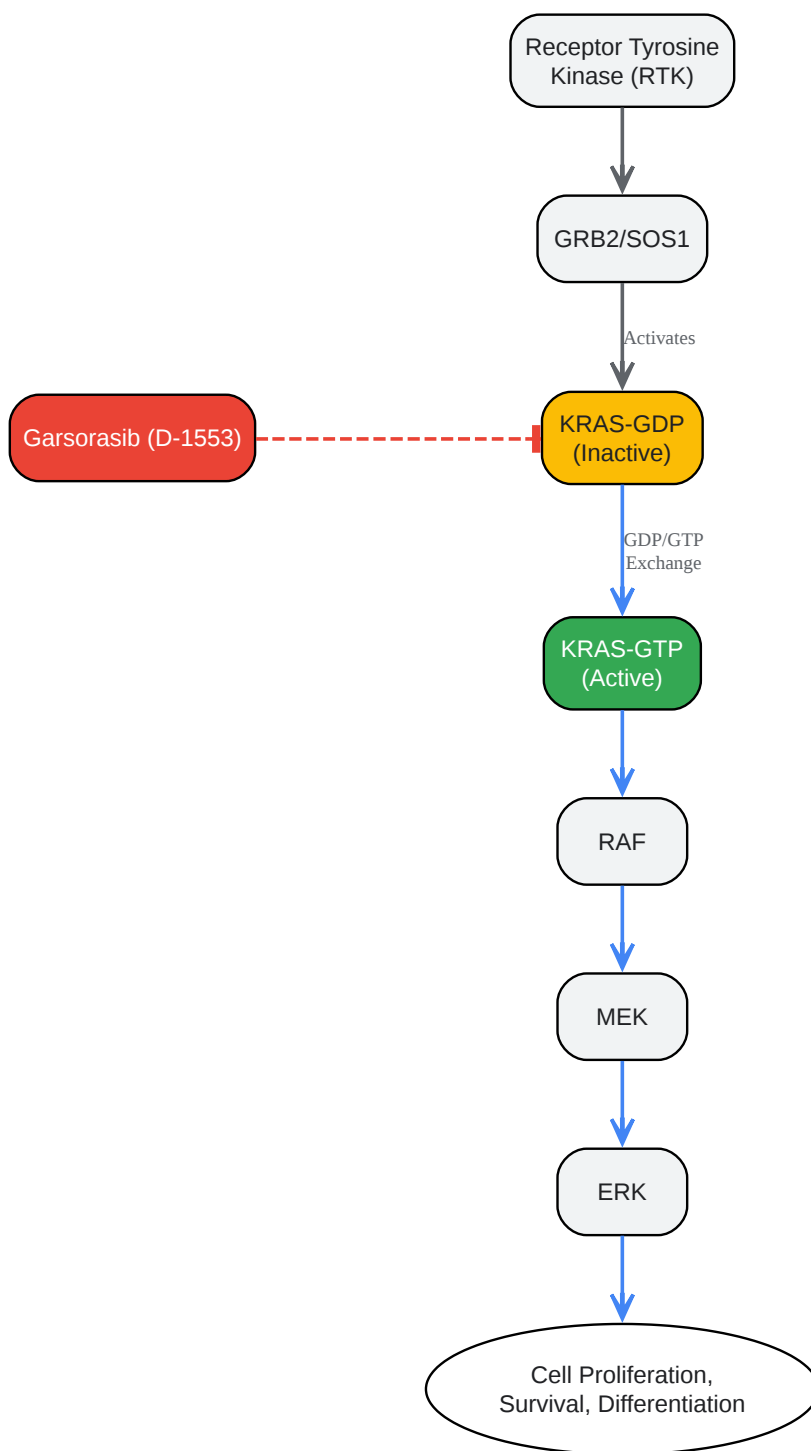 Receptor Tyrosine
Kinase (RTK)
GRB2/SOS1
Activates
Garsorasib (D-1553)
KRAS-GDP
(Inactive)
GDP/GTP
Exchange
KRAS-GTP
(Active)
RAF
MEK
ERK
Cell Proliferation,
Survival, Differentiation